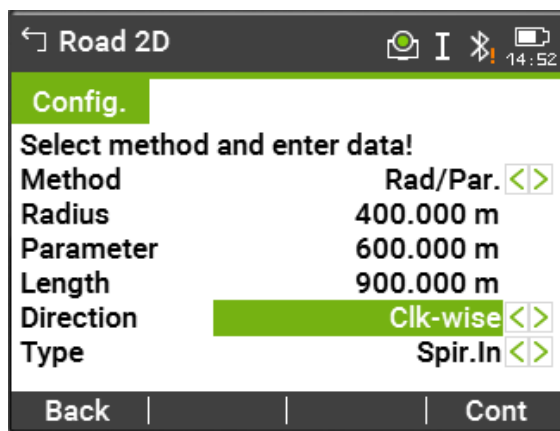 Road 2D
I
14:52
Config.
Select method and enter data!
Method Rad/Par.
Radius 400.000 m
Parameter 600.000 m
Length 900.000 m
Direction Clk-wise
Type Spir.In
Back Cont